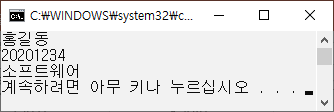 C:\WINDOWS\system32\c...
홍길동
20201234
소프트웨어
계속하려면 아무 키나 누르십시오 . . .